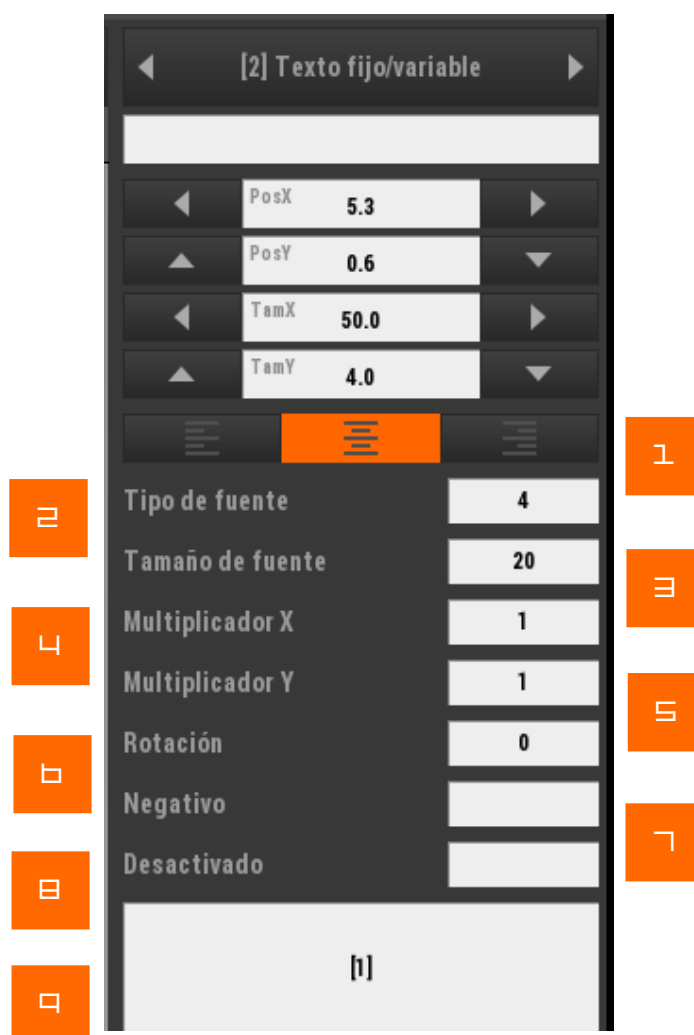 [2] Texto fijo/variable
PosX 5.3
PosY 0.6
TamX 50.0
TamY 4.0
1
2 Tipo de fuente 4
Tamaño de fuente 20 3
4 Multiplicador X 1
Multiplicador Y 1 5
6 Rotación 0
Negativo 7
8 Desactivado
[1]
9